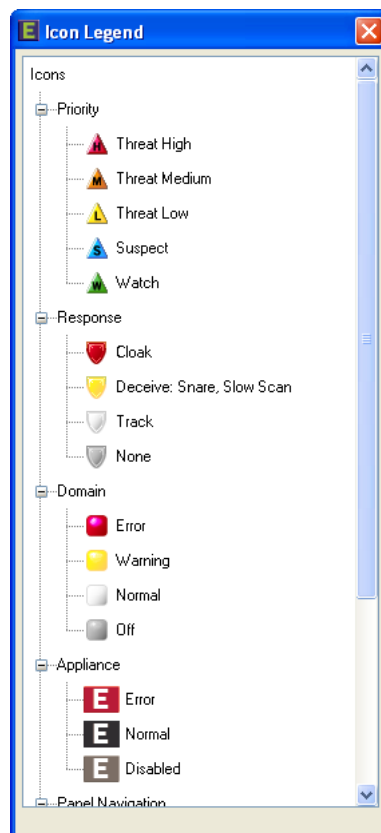 E Icon Legend
Icons
Priority
H Threat High
M Threat Medium
L Threat Low
S Suspect
W Watch
Response
Cloak
Deceive: Snare, Slow Scan
Track
None
Domain
Error
Warning
Normal
Off
Appliance
E Error
E Normal
E Disabled
Panel Navigation